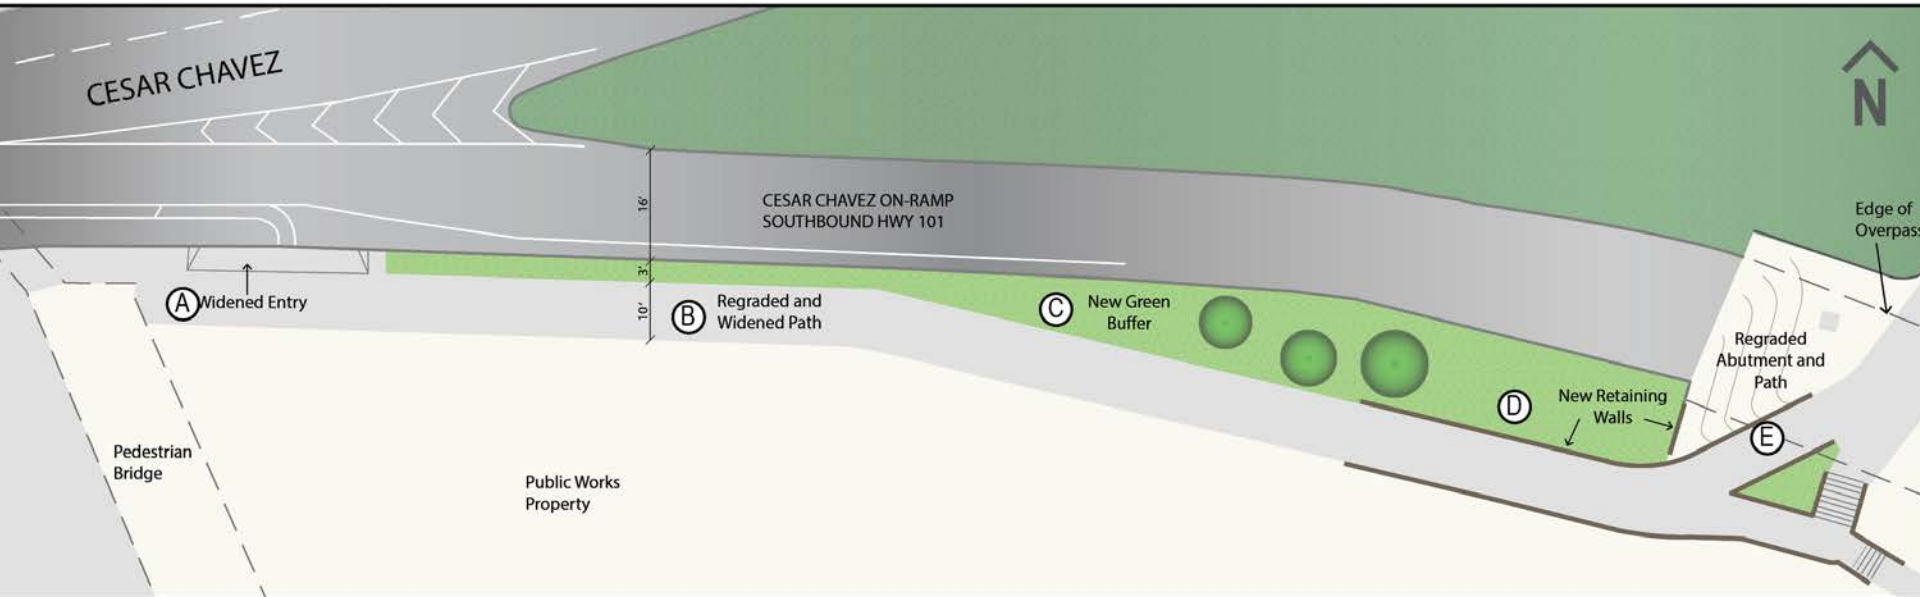 CESAR CHAVEZ
N
16'
CESAR CHAVEZ ON-RAMP
SOUTHBOUND HWY 101
Edge of
Overpass
3'
10'
A Widened Entry
B Regraded and
Widened Path
C New Green
Buffer
Regraded
Abutment and
Path
D New Retaining
Walls
E
Pedestrian
Bridge
Public Works
Property